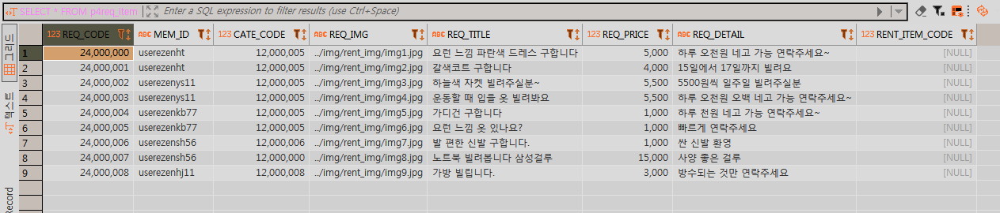 SELECT * FROM p4req_item Enter a SQL expression to filter results (use Ctrl+Space)
그리드
텍스트
Record
123 REQ_CODE ABC MEM_ID 123 CATE_CODE ABC REQ_IMG ABC REQ_TITLE 123 REQ_PRICE ABC REQ_DETAIL 123 RENT_ITEM_CODE
1 24,000,000 userezenht 12,000,005 ../img/rent_img/img1.jpg 요런 느낌 파란색 드레스 구합니다 5,000 하루 오천원 네고 가능 연락주세요~ [NULL]
2 24,000,001 userezenht 12,000,005 ../img/rent_img/img2.jpg 갈색코트 구합니다 4,000 15일에서 17일까지 빌려요 [NULL]
3 24,000,002 userezenys11 12,000,005 ../img/rent_img/img3.jpg 하늘색 자켓 빌려주실분~ 5,500 5500원씩 일주일 빌려주실분 [NULL]
4 24,000,003 userezenys11 12,000,005 ../img/rent_img/img4.jpg 운동할 때 입을 옷 빌려봐요 5,500 하루 오천원 오백 네고 가능 연락주세요~ [NULL]
5 24,000,004 userezenkb77 12,000,005 ../img/rent_img/img5.jpg 가디건 구합니다 1,000 하루 천원 네고 가능 연락주세요~ [NULL]
6 24,000,005 userezenkb77 12,000,005 ../img/rent_img/img6.jpg 요런 느낌 옷 있나요? 1,000 빠르게 연락주세요 [NULL]
7 24,000,006 userezensh56 12,000,006 ../img/rent_img/img7.jpg 발 편한 신발 구합니다. 1,000 싼 신발 환영 [NULL]
8 24,000,007 userezensh56 12,000,000 ../img/rent_img/img8.jpg 노트북 빌려봅니다 삼성걸루 15,000 사양 좋은 걸루 [NULL]
9 24,000,008 userezenhj11 12,000,008 ../img/rent_img/img9.jpg 가방 빌립니다. 3,000 방수되는 것만 연락주세요 [NULL]